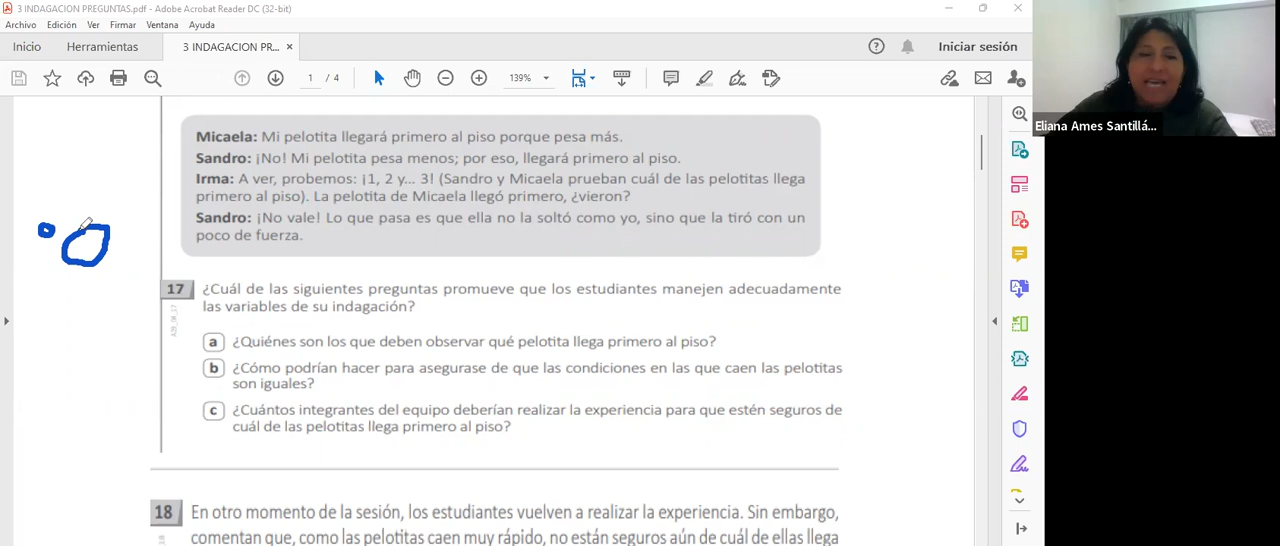 3 INDAGACION PREGUNTAS.pdf - Adobe Acrobat Reader DC (32-bit)
Archivo Edición Ver Firmar Ventana Ayuda
Inicio Herramientas 3 INDAGACION PR... × Iniciar sesión
1 / 4 139%
Eliana Ames Santillá...
Micaela: Mi pelotita llegará primero al piso porque pesa más.
Sandro: ¡No! Mi pelotita pesa menos; por eso, llegará primero al piso.
Irma: A ver, probemos: ¡1, 2 y... 3! (Sandro y Micaela prueban cuál de las pelotitas llega
primero al piso). La pelotita de Micaela llegó primero, ¿vieron?
Sandro: ¡No vale! Lo que pasa es que ella no la soltó como yo, sino que la tiró con un
poco de fuerza.
17 ¿Cuál de las siguientes preguntas promueve que los estudiantes manejen adecuadamente
las variables de su indagación?
a ¿Quiénes son los que deben observar qué pelotita llega primero al piso?
b ¿Cómo podrían hacer para asegurase de que las condiciones en las que caen las pelotitas
son iguales?
c ¿Cuántos integrantes del equipo deberían realizar la experiencia para que estén seguros de
cuál de las pelotitas llega primero al piso?
18 En otro momento de la sesión, los estudiantes vuelven a realizar la experiencia. Sin embargo,
comentan que, como las pelotitas caen muy rápido, no están seguros aún de cuál de ellas llega